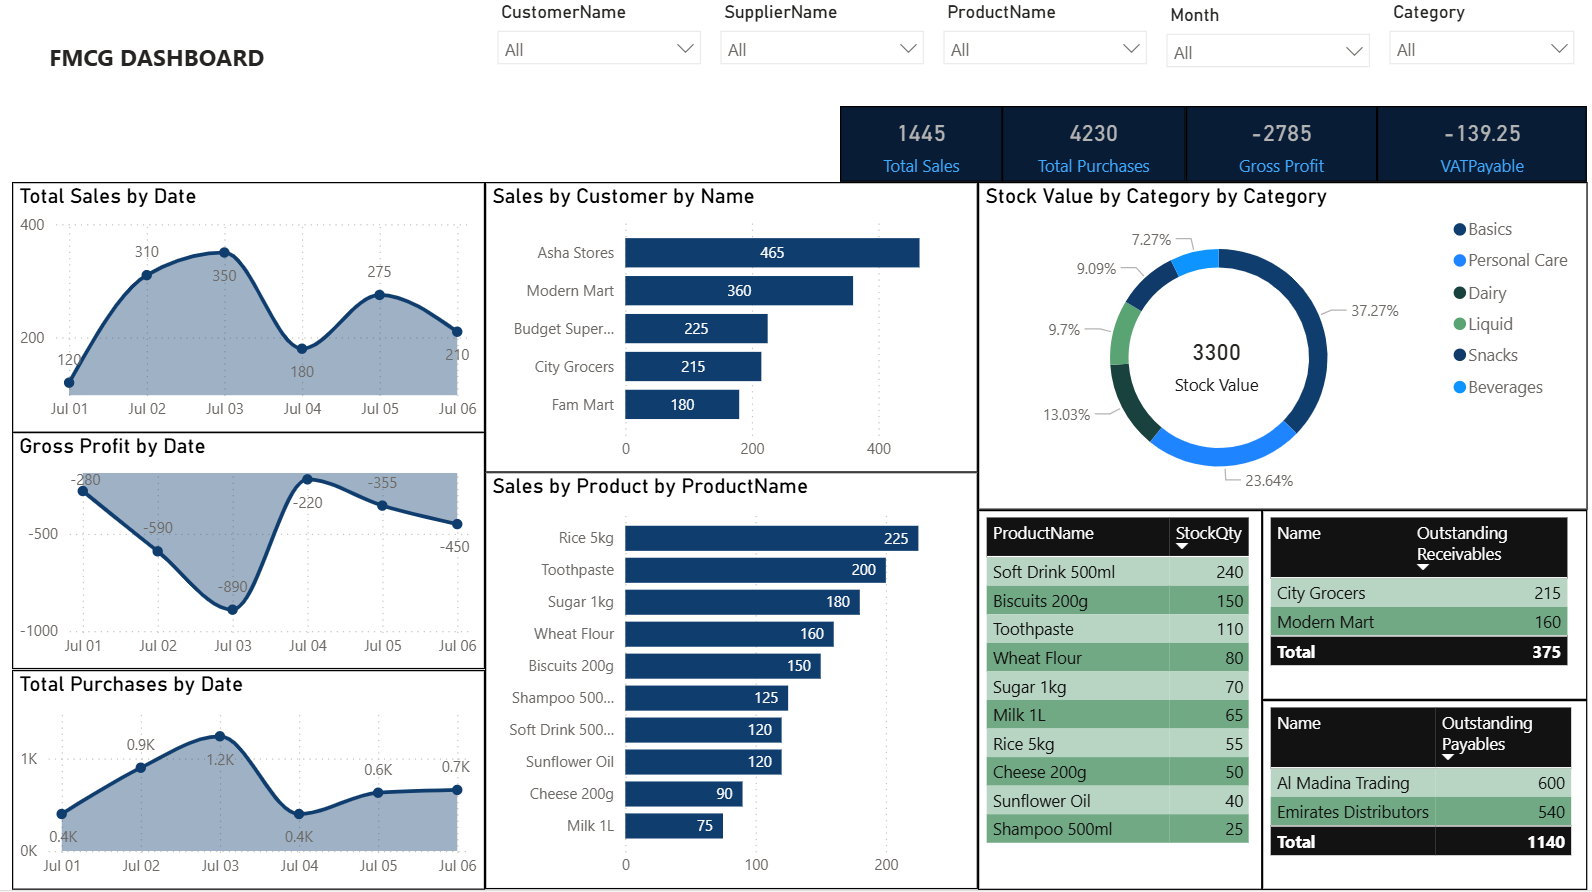 FMCG DASHBOARD
CustomerName
All
SupplierName
All
ProductName
All
Month
All
Category
All
1445
Total Sales
4230
Total Purchases
-2785
Gross Profit
-139.25
VATPayable
Total Sales by Date
400
200
120
310
350
180
275
210
Jul 01 Jul 02 Jul 03 Jul 04 Jul 05 Jul 06
Gross Profit by Date
-500
-1000
-280
-590
-890
-220
-355
-450
Jul 01 Jul 02 Jul 03 Jul 04 Jul 05 Jul 06
Total Purchases by Date
1K
0K
0.4K
0.9K
1.2K
0.4K
0.6K
0.7K
Jul 01 Jul 02 Jul 03 Jul 04 Jul 05 Jul 06
Sales by Customer by Name
Asha Stores 465
Modern Mart 360
Budget Super... 225
City Grocers 215
Fam Mart 180
0 200 400
Sales by Product by ProductName
Rice 5kg 225
Toothpaste 200
Sugar 1kg 180
Wheat Flour 160
Biscuits 200g 150
Shampoo 500... 125
Soft Drink 500... 120
Sunflower Oil 120
Cheese 200g 90
Milk 1L 75
0 100 200
Stock Value by Category by Category
7.27%
9.09%
9.7%
13.03%
23.64%
37.27%
3300
Stock Value
Basics
Personal Care
Dairy
Liquid
Snacks
Beverages
ProductName StockQty
Soft Drink 500ml 240
Biscuits 200g 150
Toothpaste 110
Wheat Flour 80
Sugar 1kg 70
Milk 1L 65
Rice 5kg 55
Cheese 200g 50
Sunflower Oil 40
Shampoo 500ml 25
Name Outstanding
Receivables
City Grocers 215
Modern Mart 160
Total 375
Name Outstanding
Payables
Al Madina Trading 600
Emirates Distributors 540
Total 1140